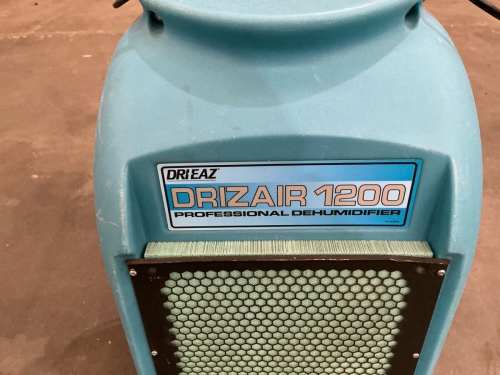 DRI-EAZ
DRIZAIR 1200
PROFESSIONAL DEHUMIDIFIER